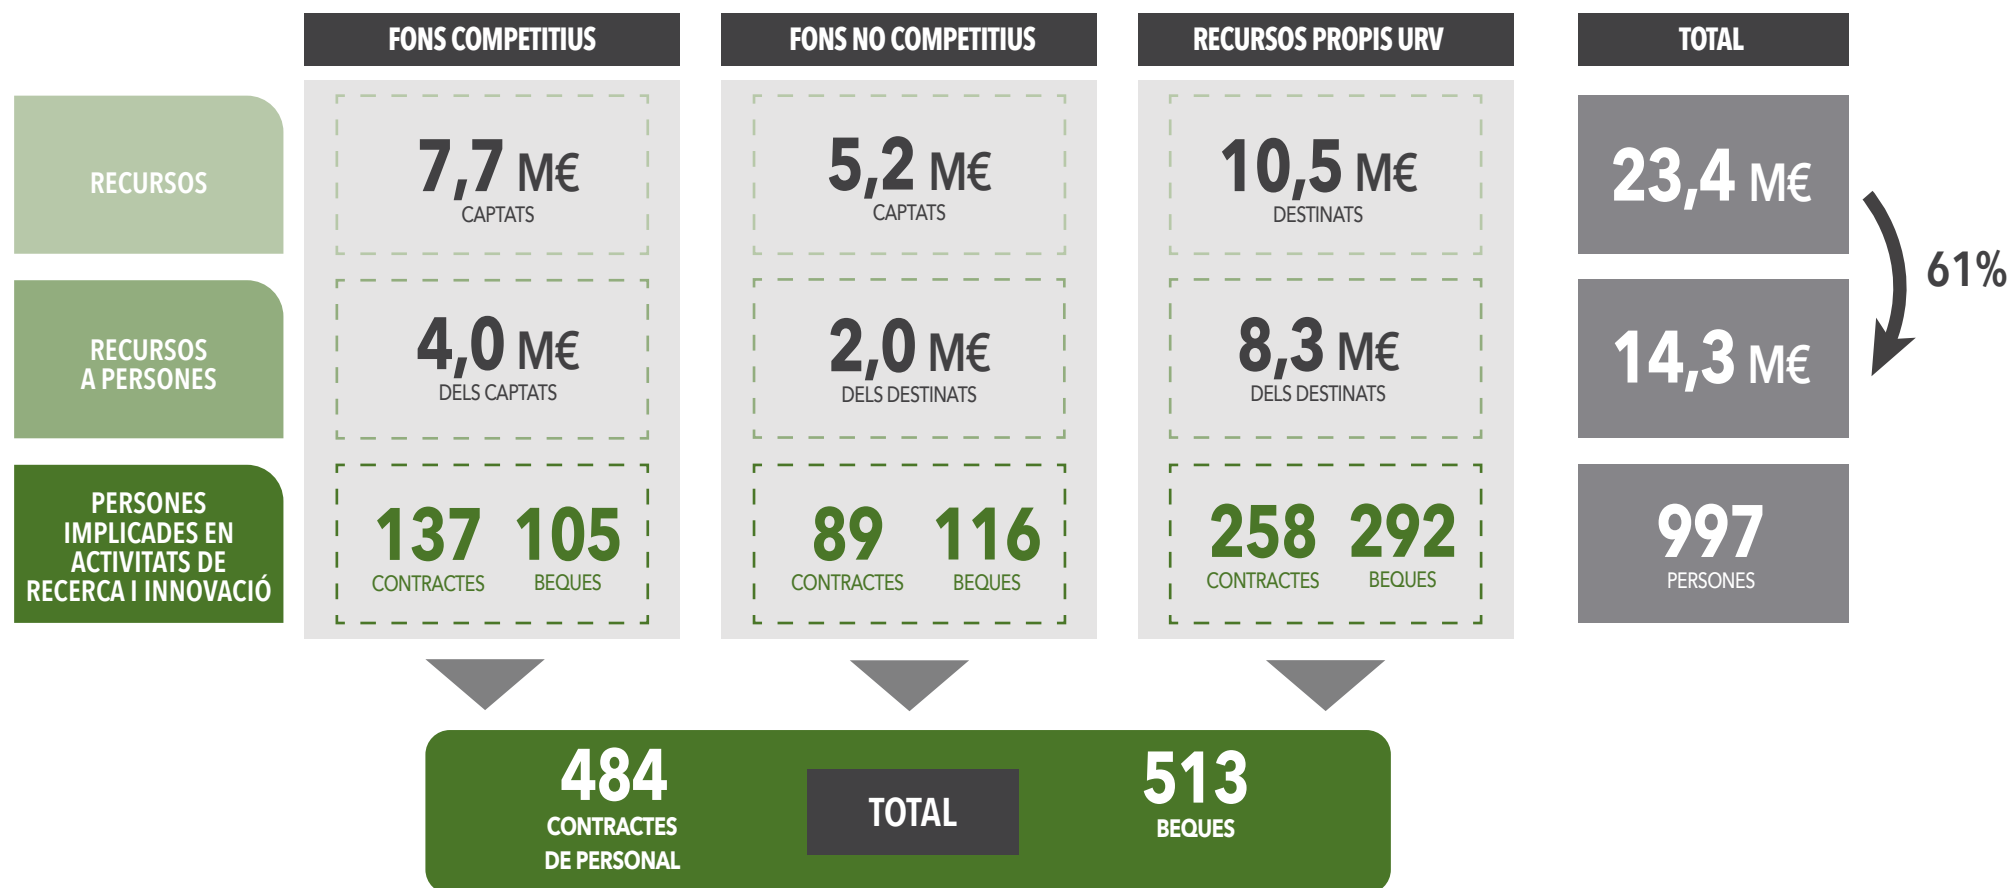 FONS COMPETITIUS
FONS NO COMPETITIUS
RECURSOS PROPIS URV
TOTAL
RECURSOS
7,7 M€
CAPTATS
5,2 M€
CAPTATS
10,5 M€
DESTINATS
23,4 M€
61%
RECURSOS
A PERSONES
4,0 M€
DELS CAPTATS
2,0 M€
DELS DESTINATS
8,3 M€
DELS DESTINATS
14,3 M€
PERSONES
IMPLICADES EN
ACTIVITATS DE
RECERCA I INNOVACIÓ
137 105
CONTRACTES BEQUES
89 116
CONTRACTES BEQUES
258 292
CONTRACTES BEQUES
997
PERSONES
484
CONTRACTES
DE PERSONAL
TOTAL
513
BEQUES